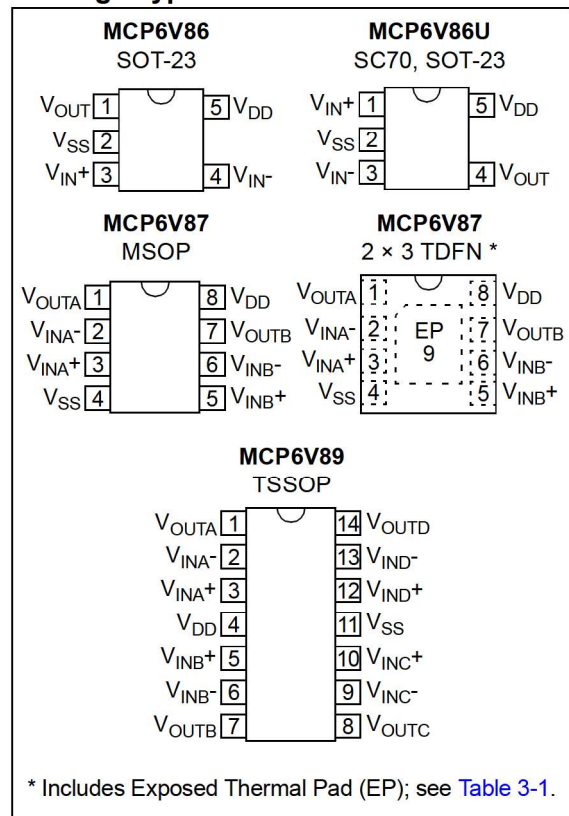 MCP6V86
SOT-23
VOUT 1
5 VDD
VSS 2
VIN+ 3
4 VIN-
MCP6V86U
SC70, SOT-23
VIN+ 1
5 VDD
VSS 2
VIN- 3
4 VOUT
MCP6V87
MSOP
VOUTA 1
8 VDD
VINA- 2
7 VOUTB
VINA+ 3
6 VINB-
VSS 4
5 VINB+
MCP6V87
2 × 3 TDFN *
VOUTA 1
8 VDD
VINA- 2
EP
7 VOUTB
VINA+ 3
9
6 VINB-
VSS 4
5 VINB+
MCP6V89
TSSOP
VOUTA 1
14 VOUTD
VINA- 2
13 VIND-
VINA+ 3
12 VIND+
VDD 4
11 VSS
VINB+ 5
10 VINC+
VINB- 6
9 VINC-
VOUTB 7
8 VOUTC
* Includes Exposed Thermal Pad (EP); see Table 3-1.